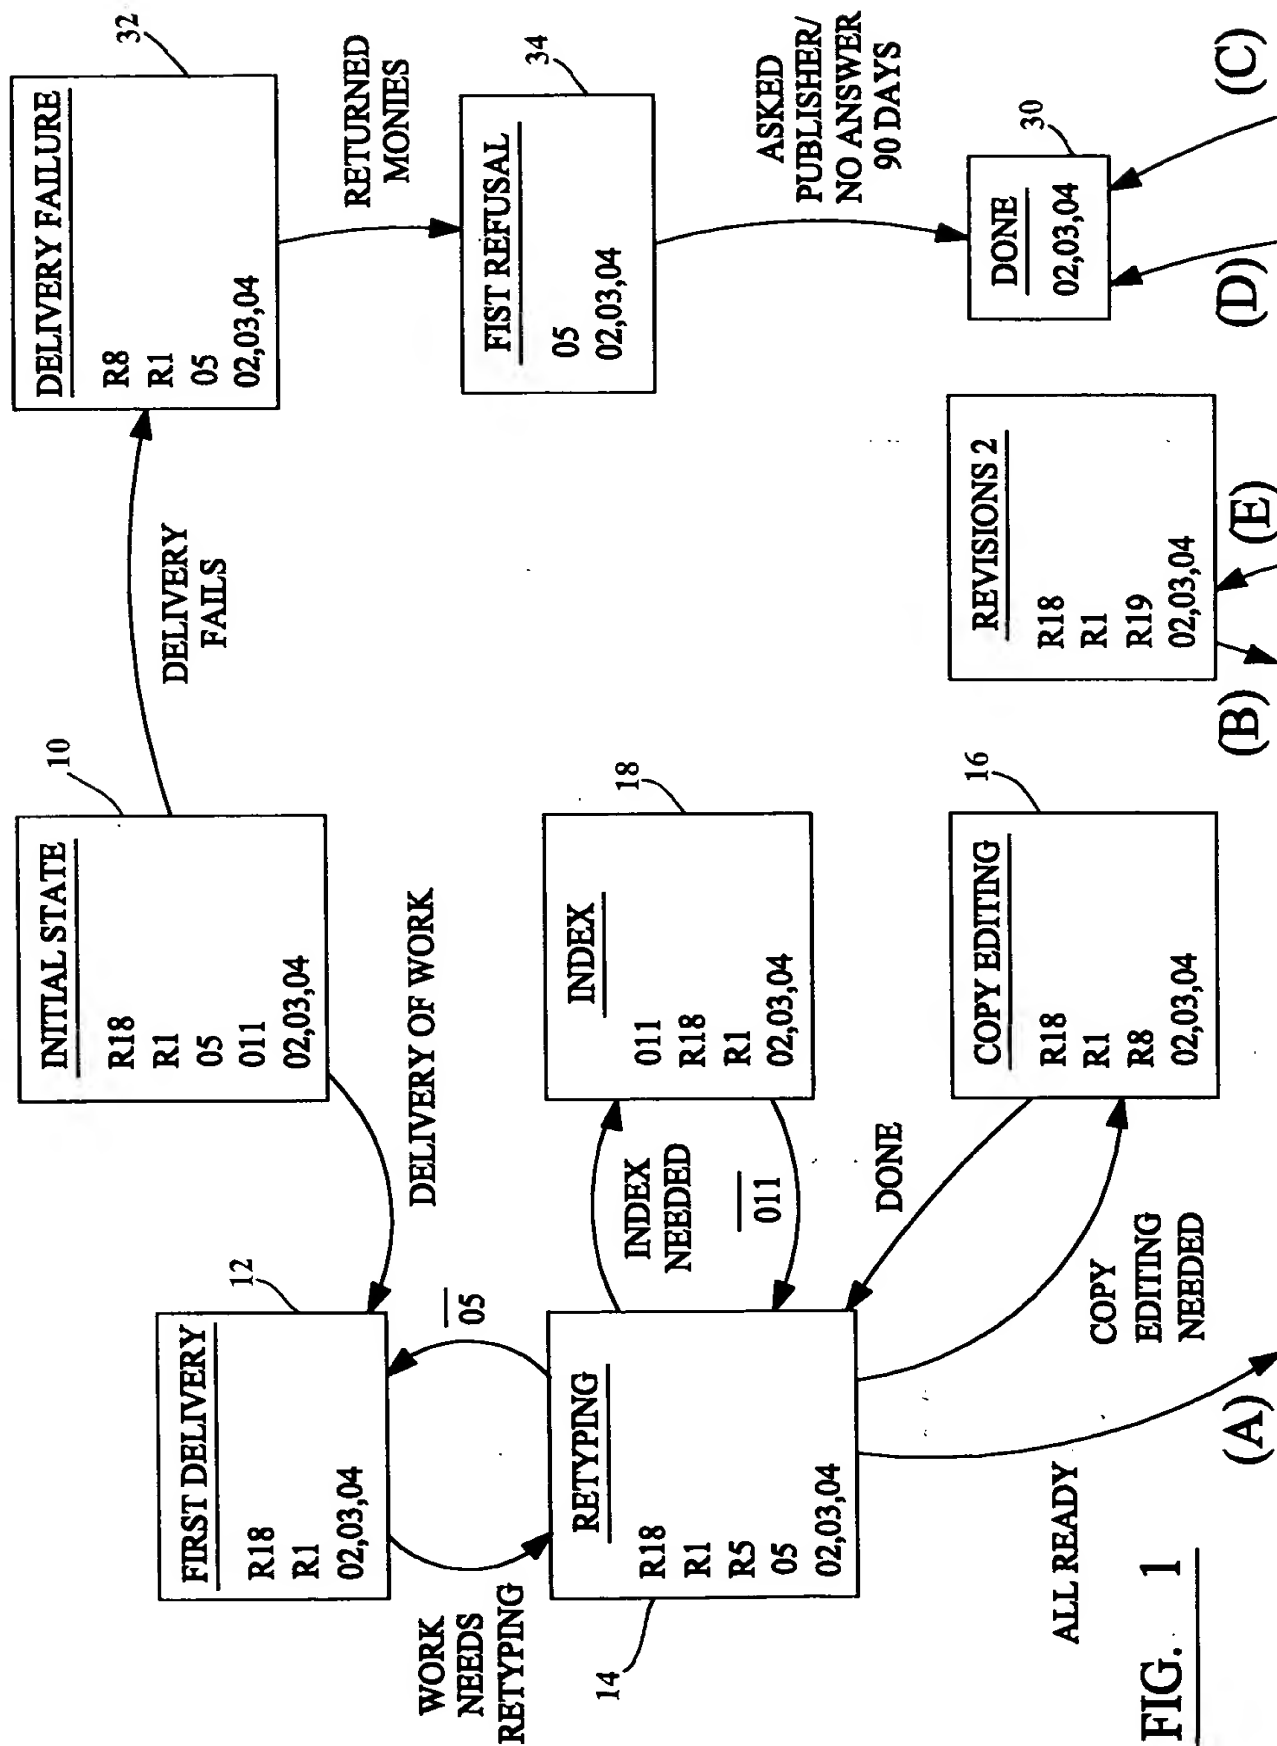 12
FIRST DELIVERY
R18
R1
02,03,04
10
INITIAL STATE
R18
R1
05
011
02,03,04
32
DELIVERY FAILURE
R8
R1
05
02,03,04
DELIVERY
FAILS
DELIVERY OF WORK
RETURNED
MONIES
WORK
NEEDS
RETYPING
05
14
RETYPING
R18
R1
R5
05
02,03,04
INDEX
NEEDED
011
18
INDEX
011
R18
R1
02,03,04
34
FIST REFUSAL
05
02,03,04
ASKED
PUBLISHER/
NO ANSWER
90 DAYS
DONE
COPY
EDITING
NEEDED
16
COPY EDITING
R18
R1
R8
02,03,04
REVISIONS 2
R18
R1
R19
02,03,04
30
DONE
02,03,04
ALL READY
(A)
(B)
(E)
(D)
(C)
FIG. 1